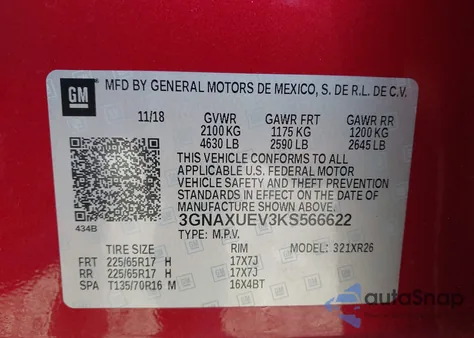 GM MFD BY GENERAL MOTORS DE MEXICO, S. DE R.L. DE C.V.
11/18 GVWR GAWR FRT GAWR RR
2100 KG 1175 KG 1200 KG
4630 LB 2590 LB 2645 LB
THIS VEHICLE CONFORMS TO ALL
APPLICABLE U.S. FEDERAL MOTOR
VEHICLE SAFETY AND THEFT PREVENTION
STANDARDS IN EFFECT ON THE DATE OF
MANUFACTURE SHOWN ABOVE.
3GNAXUEV3KS566622
434B TYPE: M.P.V.
TIRE SIZE RIM MODEL: 321XR26
FRT 225/65R17 H 17X7J
RR 225/65R17 H 17X7J
SPA T135/70R16 M 16X4BT
autoSnap